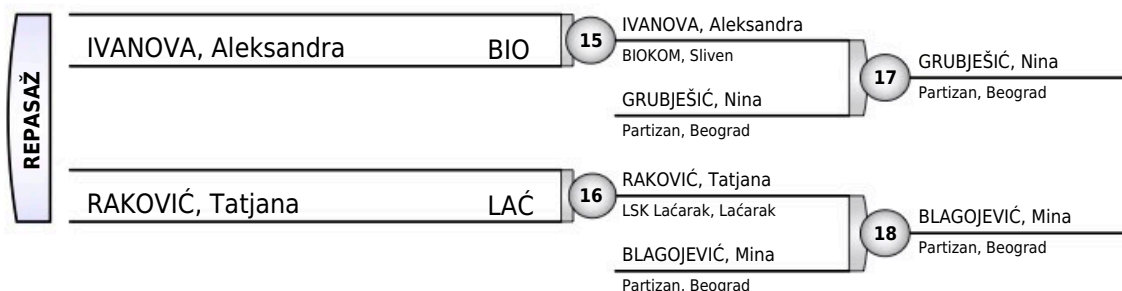 REPASAŽ
IVANOVA, Aleksandra BIO
15
IVANOVA, Aleksandra
BIOKOM, Sliven
GRUBJEŠIĆ, Nina
Partizan, Beograd
17
GRUBJEŠIĆ, Nina
Partizan, Beograd
RAKOVIĆ, Tatjana LAĆ
16
RAKOVIĆ, Tatjana
LSK Laćarak, Laćarak
BLAGOJEVIĆ, Mina
Partizan, Beograd
18
BLAGOJEVIĆ, Mina
Partizan, Beograd